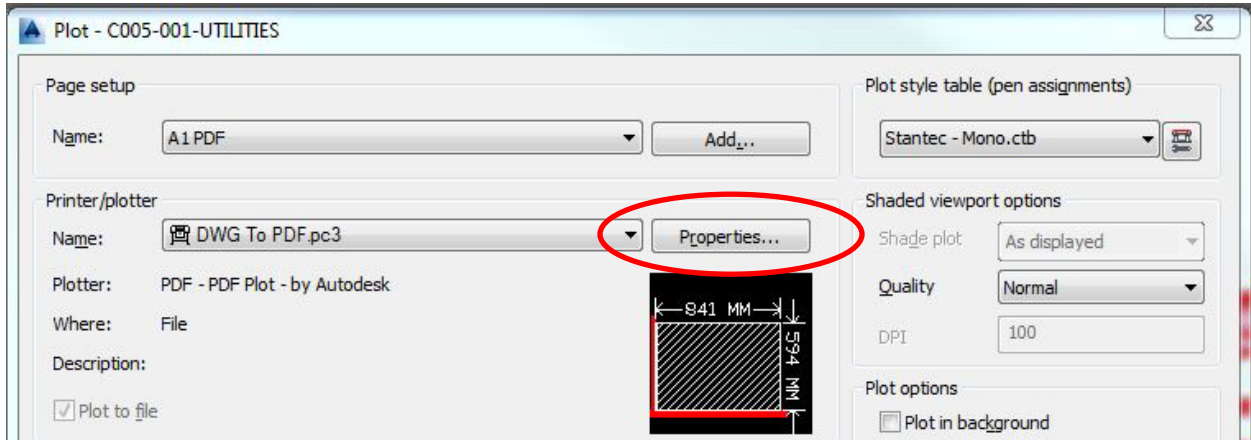 Plot - C005-001-UTILITIES
Page setup
Name:
A1 PDF
Add...
Plot style table (pen assignments)
Stantec - Mono.ctb
Printer/plotter
Name:
DWG To PDF.pc3
Properties...
Plotter:
PDF - PDF Plot - by Autodesk
Where:
File
Description:
Plot to file
841 MM
594 MM
Shaded viewport options
Shade plot
As displayed
Quality
Normal
DPI
100
Plot options
Plot in background